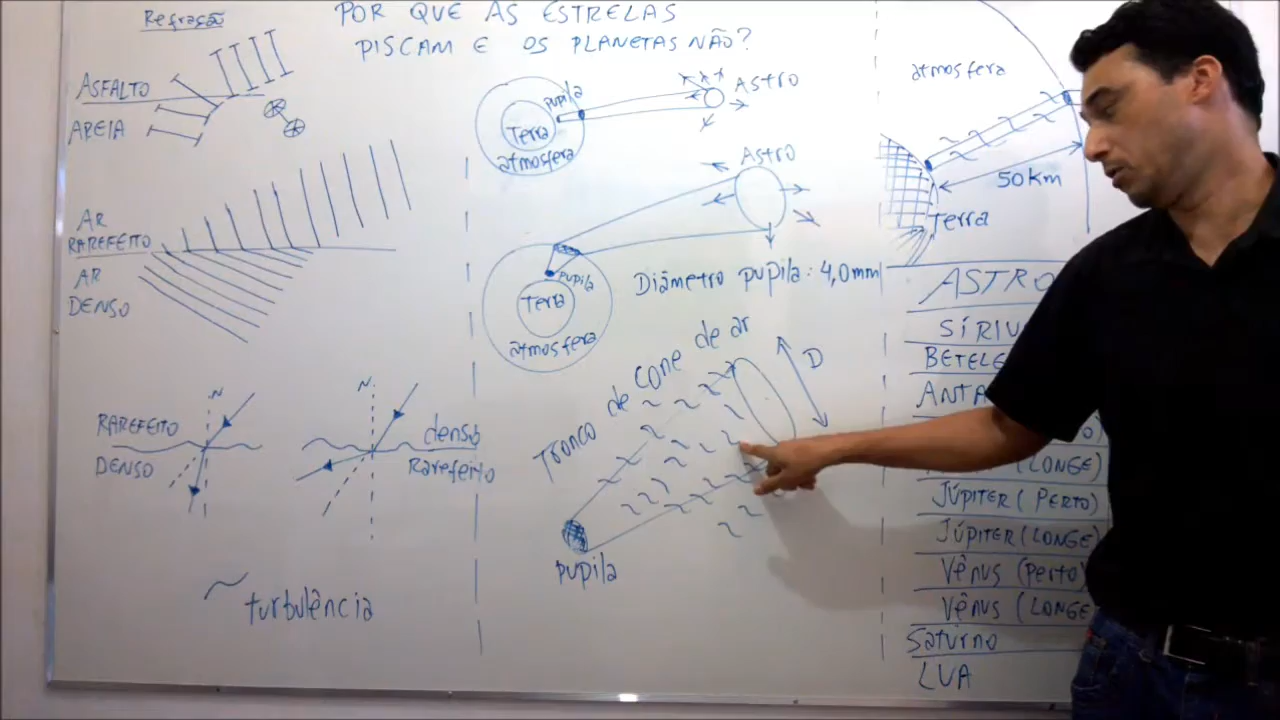 Refração
POR QUE AS ESTRELAS
PISCAM E OS PLANETAS NÃO?
ASFALTO
AREIA
AR
RAREFEITO
AR
DENSO
N
RAREFEITO
DENSO
N
denso
Rarefeito
~ turbulência
pupila
Astro
Terra
atmosfera
Astro
pupila
Terra
atmosfera
Diâmetro pupila: 4,0mm
Tronco de cone de ar
D
pupila
atmosfera
50km
Terra
ASTRO
SÍRIU
BETELE
ANTA
O)
(LONGE)
JÚPITER (PERTO)
JÚPITER (LONGE)
Vênus (Perto)
Vênus (LONGE
Saturno
LUA